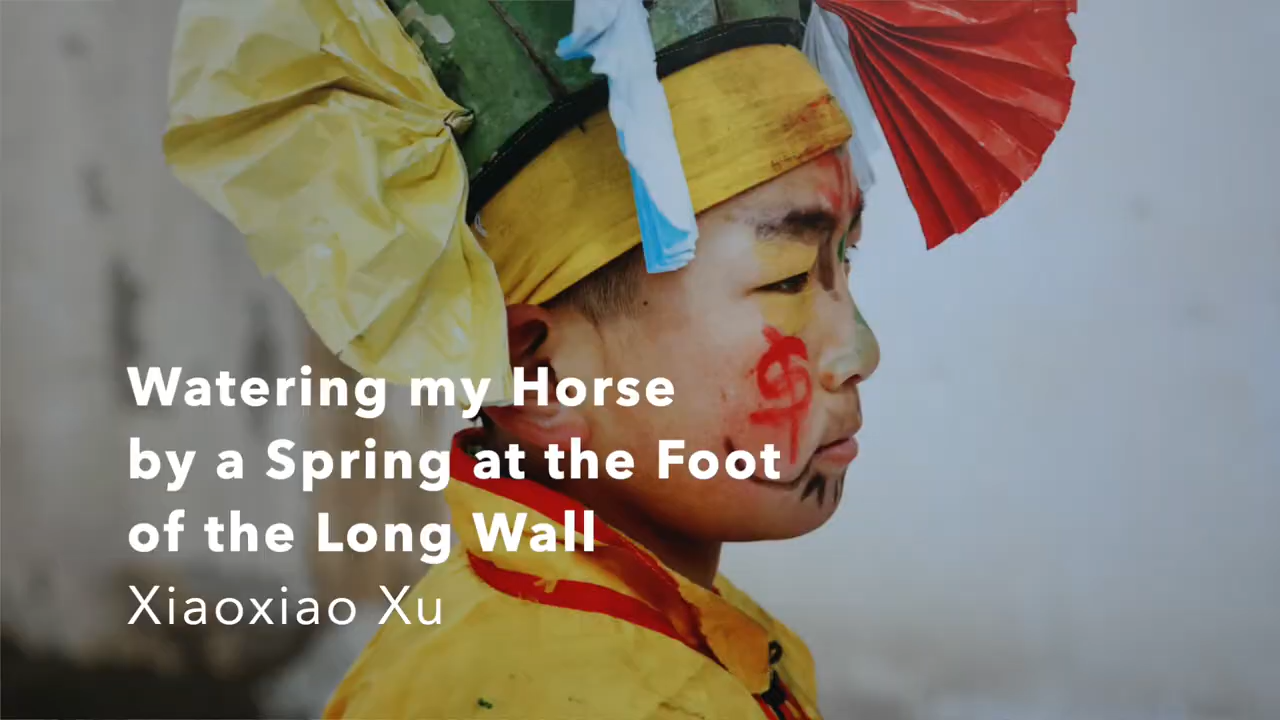 Watering my Horse
by a Spring at the Foot
of the Long Wall
Xiaoxiao Xu